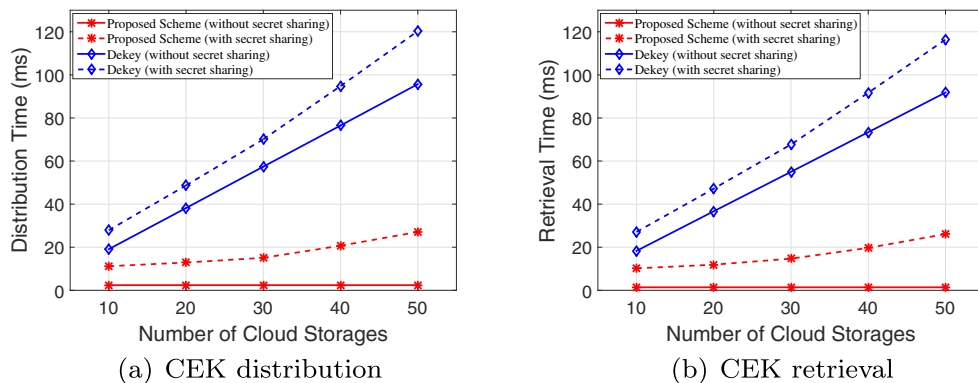 Proposed Scheme (without secret sharing)
Proposed Scheme (with secret sharing)
Dekey (without secret sharing)
Dekey (with secret sharing)
120
100
80
60
40
20
0
Distribution Time (ms)
10 20 30 40 50
Number of Cloud Storages
(a) CEK distribution
Proposed Scheme (without secret sharing)
Proposed Scheme (with secret sharing)
Dekey (without secret sharing)
Dekey (with secret sharing)
120
100
80
60
40
20
0
Retrieval Time (ms)
10 20 30 40 50
Number of Cloud Storages
(b) CEK retrieval